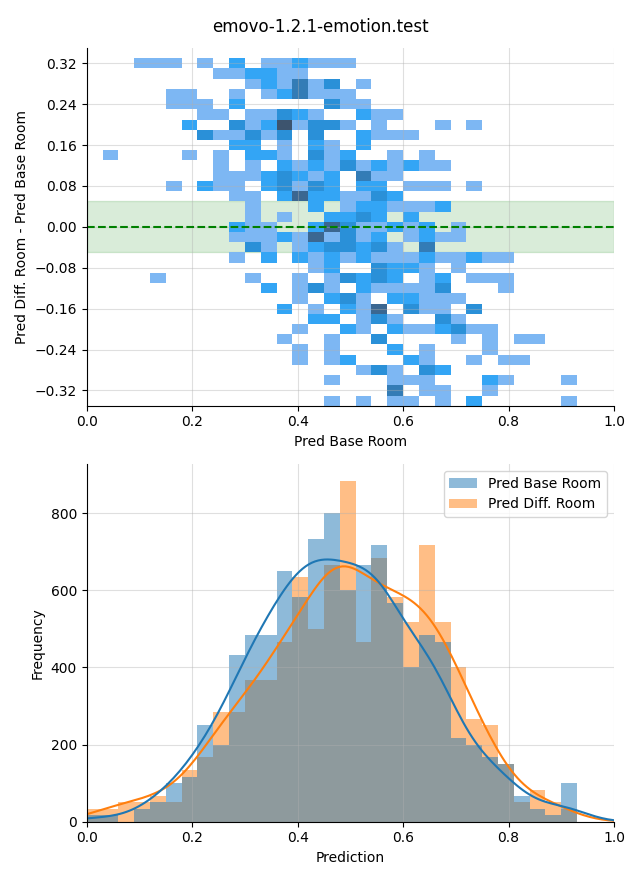 emovo-1.2.1-emotion.test
0.32
0.24
0.16
0.08
0.00
−0.08
−0.16
−0.24
−0.32
Pred Diff. Room - Pred Base Room
0.0 0.2 0.4 0.6 0.8 1.0
Pred Base Room
Pred Base Room
Pred Diff. Room
800
600
400
200
0
Frequency
0.0 0.2 0.4 0.6 0.8 1.0
Prediction